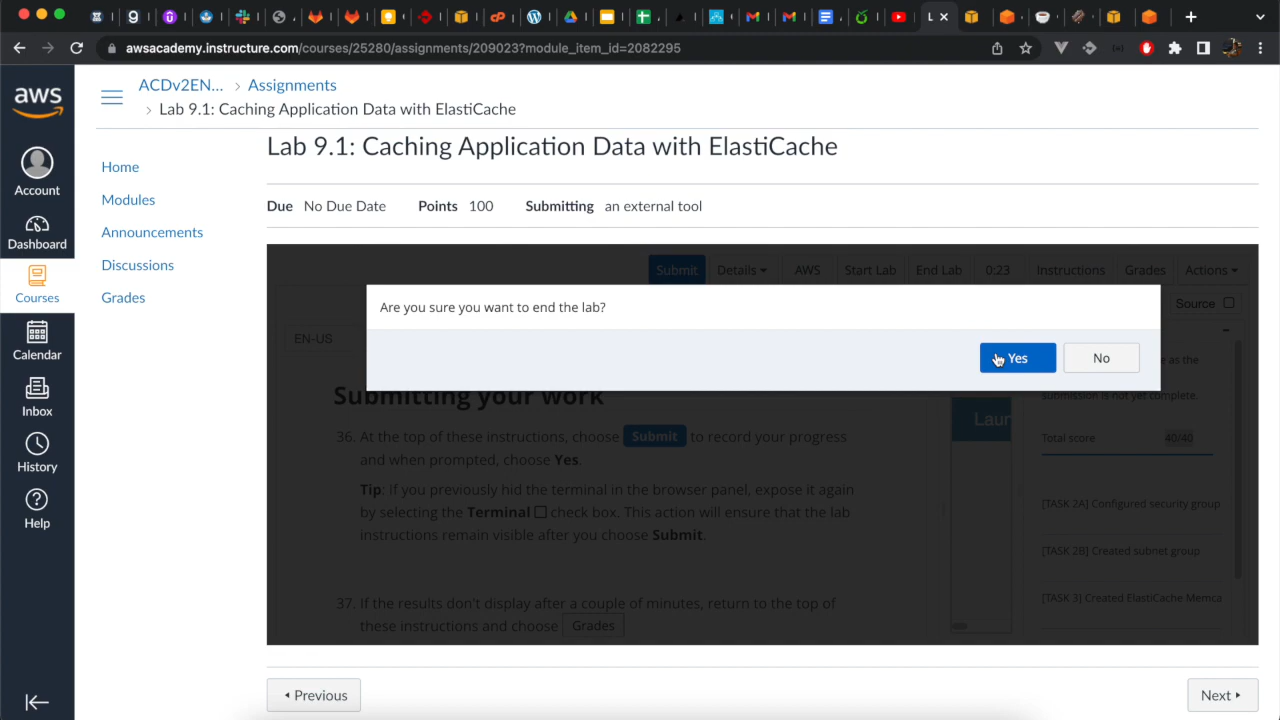 awsacademy.instructure.com/courses/25280/assignments/209023?module_item_id=2082295
aws
Account
Dashboard
Courses
Calendar
Inbox
History
Help
ACDv2EN... › Assignments
› Lab 9.1: Caching Application Data with ElastiCache
Home
Modules
Announcements
Discussions
Grades
Lab 9.1: Caching Application Data with ElastiCache
Due No Due Date Points 100 Submitting an external tool
Submit Details AWS Start Lab End Lab 0:23 Instructions Grades Actions
Source
EN-US
Are you sure you want to end the lab?
Yes No
e as the
submission is not yet complete.
Total score 40/40
[TASK 2A] Configured security group
[TASK 2B] Created subnet group
[TASK 3] Created ElastiCache Memca
Laur
Submitting your work
36. At the top of these instructions, choose Submit to record your progress
and when prompted, choose Yes.
Tip: If you previously hid the terminal in the browser panel, expose it again
by selecting the Terminal check box. This action will ensure that the lab
instructions remain visible after you choose Submit.
37. If the results don't display after a couple of minutes, return to the top of
these instructions and choose Grades
Previous
Next